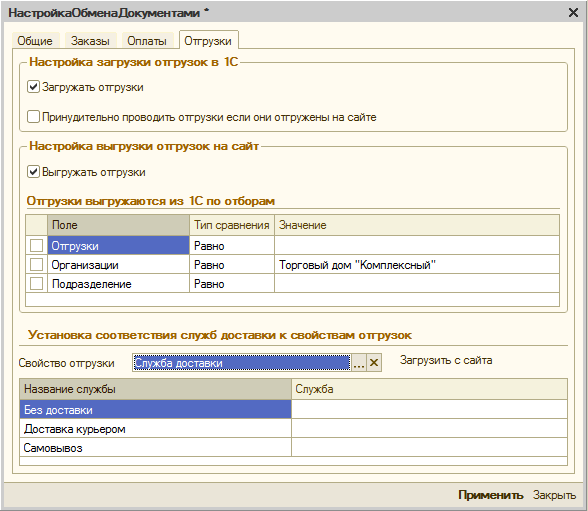 НастройкаОбменаДокументами *
Общие Заказы Оплаты Отгрузки
Настройка загрузки отгрузок в 1С
Загружать отгрузки
Принудительно проводить отгрузки если они отгружены на сайте
Настройка выгрузки отгрузок на сайт
Выгружать отгрузки
Отгрузки выгружаются из 1С по отборам
Поле Тип сравнения Значение
Отгрузки Равно
Организации Равно Торговый дом "Комплексный"
Подразделение Равно
Установка соответствия служб доставки к свойствам отгрузок
Свойство отгрузки Служба доставки ... Загрузить с сайта
Название службы Служба
Без доставки
Доставка курьером
Самовывоз
Применить Закрыть